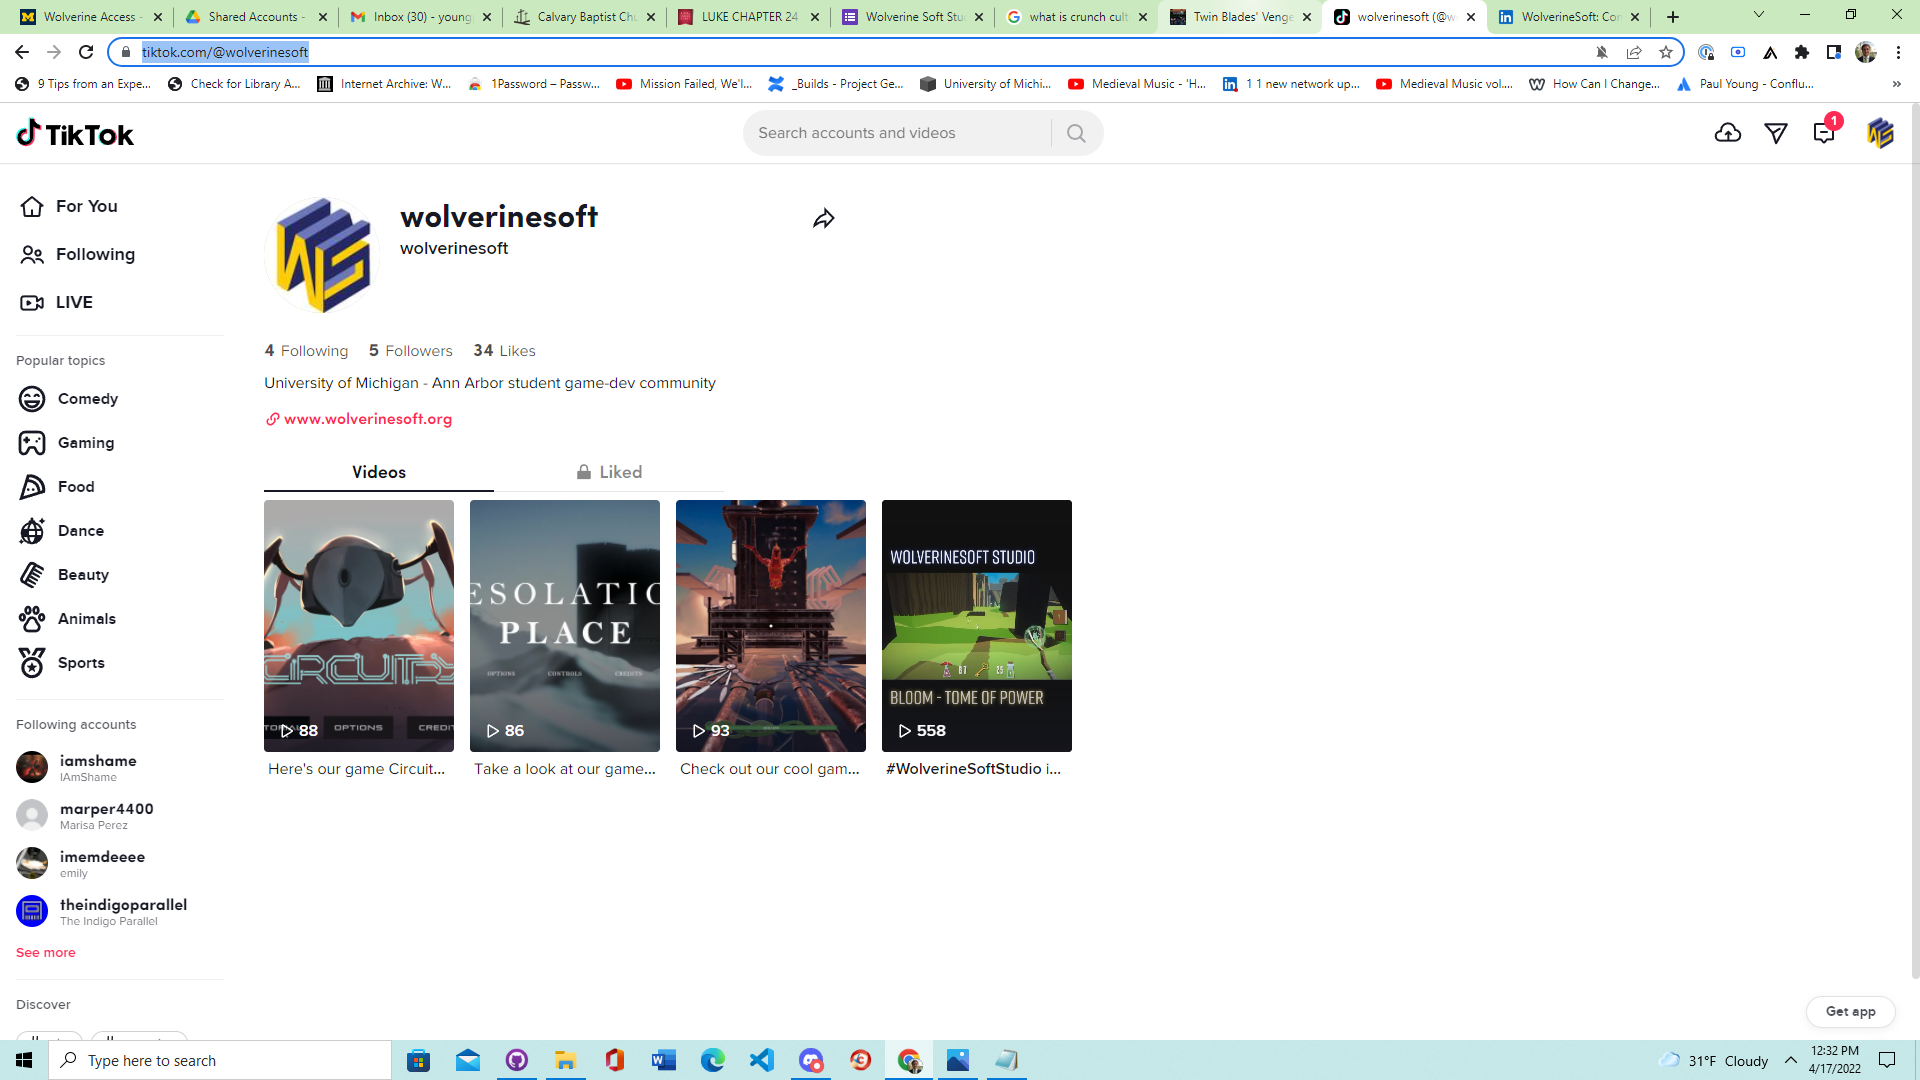 Wolverine Access -
Shared Accounts -
Inbox (30) - young
Calvary Baptist Chu
LUKE CHAPTER 24
Wolverine Soft Stu
what is crunch cult
Twin Blades' Venge
wolverinesoft (@w
WolverineSoft: Con
tiktok.com/@wolverinesoft
9 Tips from an Expe...
Check for Library A...
Internet Archive: W...
1Password – Passw...
Mission Failed, We'l...
_Builds - Project Ge...
University of Michi...
Medieval Music - 'H...
1 1 new network up...
Medieval Music vol....
How Can I Change...
Paul Young - Conflu...
»
TikTok
Search accounts and videos
1
For You
Following
LIVE
Popular topics
Comedy
Gaming
Food
Dance
Beauty
Animals
Sports
Following accounts
iamshame
IAmShame
marper4400
Marisa Perez
imemdeeee
emily
theindigoparallel
The Indigo Parallel
See more
Discover
wolverinesoft
wolverinesoft
4 Following 5 Followers 34 Likes
University of Michigan - Ann Arbor student game-dev community
www.wolverinesoft.org
Videos
Liked
CIRCUITRY
TORIAL OPTIONS CREDIT
88
Here's our game Circuit...
ESOLATIO
PLACE
OPTIONS CONTROLS CREDITS
86
Take a look at our game...
93
Check out our cool gam...
WOLVERINESOFT STUDIO
67 25
BLOOM - TOME OF POWER
558
#WolverineSoftStudio i...
Get app
Type here to search
31°F Cloudy
12:32 PM
4/17/2022